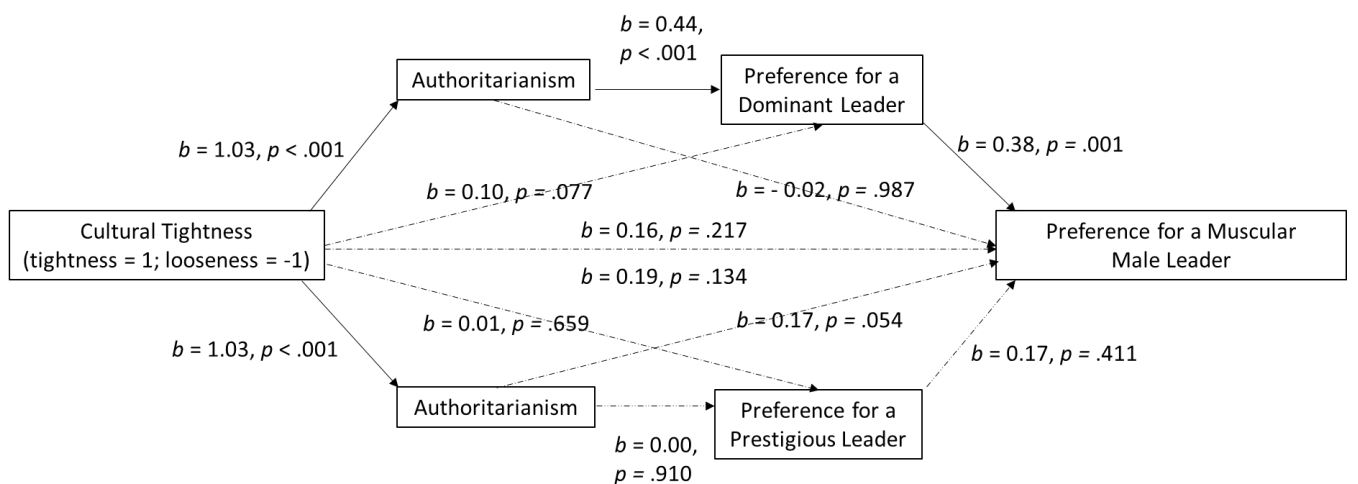 b = 0.44,
p < .001
Authoritarianism
Preference for a
Dominant Leader
b = 1.03, p < .001
b = 0.38, p = .001
b = 0.10, p = .077
b = - 0.02, p = .987
Cultural Tightness
(tightness = 1; looseness = -1)
b = 0.16, p = .217
Preference for a Muscular
Male Leader
b = 0.19, p = .134
b = 0.01, p = .659
b = 0.17, p = .054
b = 1.03, p < .001
b = 0.17, p = .411
Authoritarianism
Preference for a
Prestigious Leader
b = 0.00,
p = .910